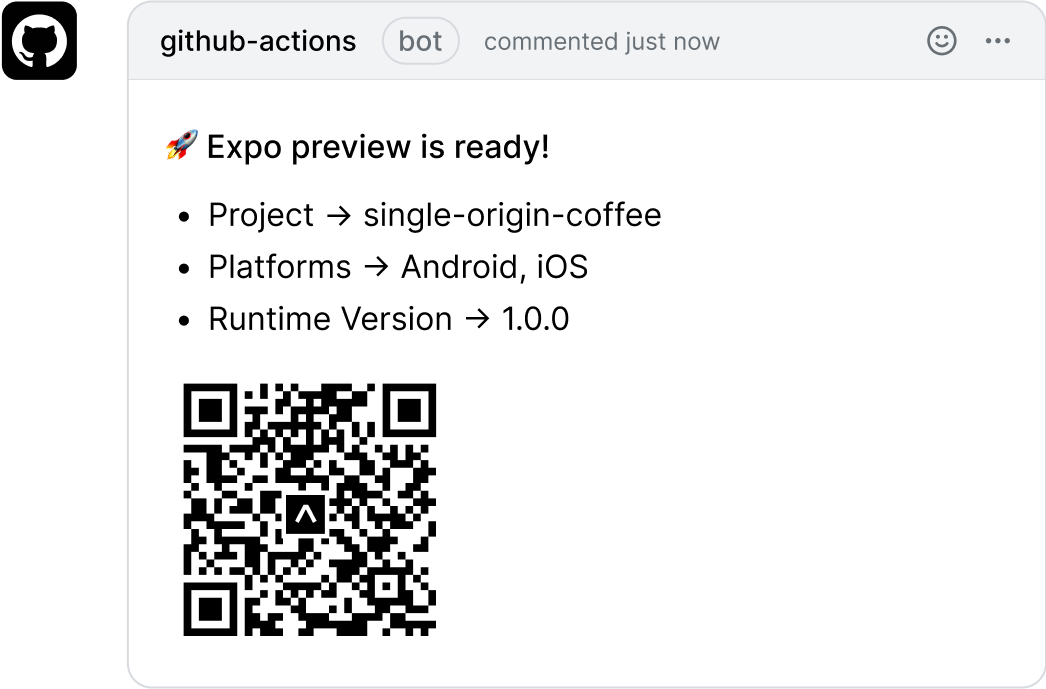 github-actions bot commented just now
🚀 Expo preview is ready!
• Project → single-origin-coffee
• Platforms → Android, iOS
• Runtime Version → 1.0.0